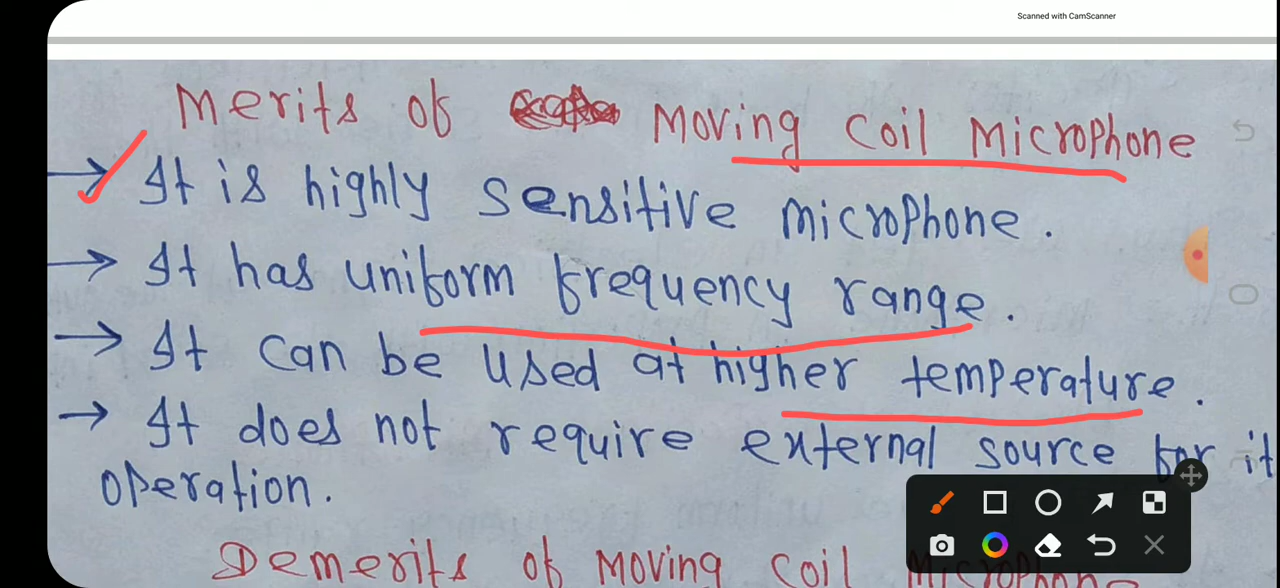 Scanned with CamScanner
Merits of Moving Coil Microphone
→ It is highly sensitive microphone.
→ It has uniform frequency range.
→ It can be used at higher temperature.
→ It does not require external source for it
operation.
Demerits of Moving Coil Microphone